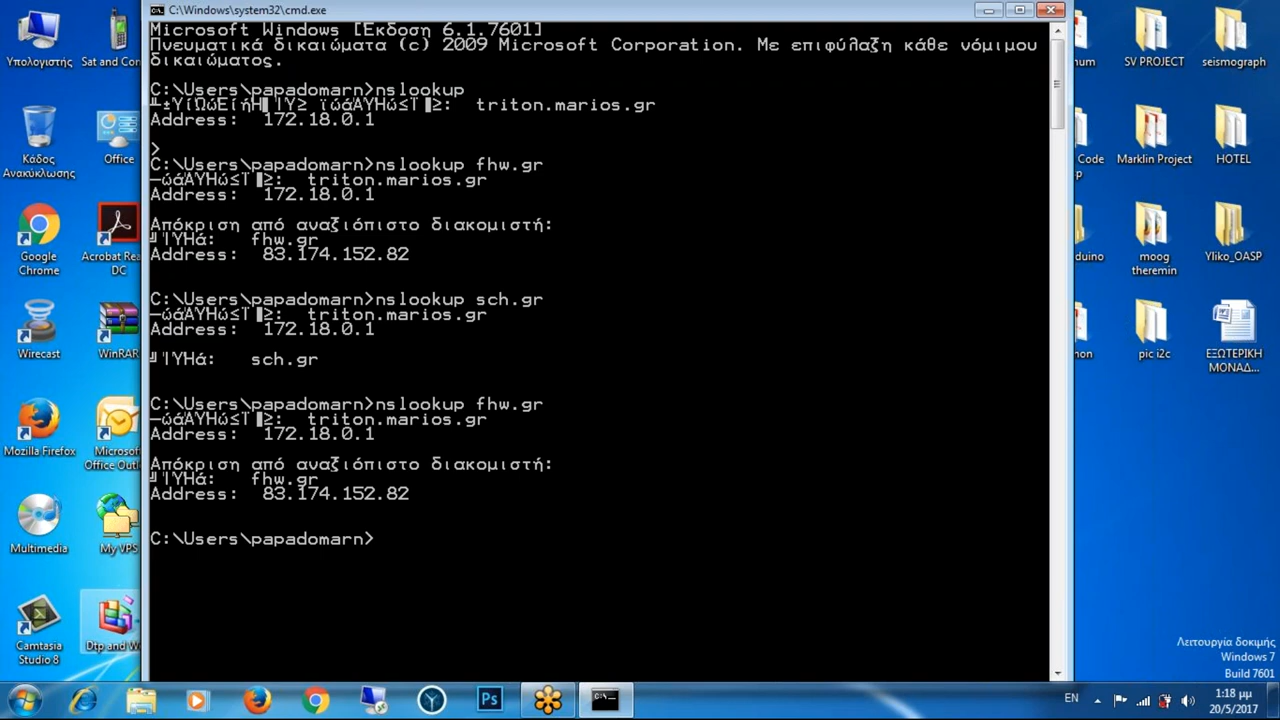 C:\Windows\system32\cmd.exe
Microsoft Windows [Έκδοση 6.1.7601]
Πνευματικά δικαιώματα (c) 2009 Microsoft Corporation. Με επιφύλαξη κάθε νόμιμου
δικαιώματος.
C:\Users\papadomarn>nslookup
triton.marios.gr
Address:  172.18.0.1
>
C:\Users\papadomarn>nslookup fhw.gr
triton.marios.gr
Address:  172.18.0.1
Απόκριση από αναξιόπιστο διακομιστή:
fhw.gr
Address:  83.174.152.82
C:\Users\papadomarn>nslookup sch.gr
triton.marios.gr
Address:  172.18.0.1
sch.gr
C:\Users\papadomarn>nslookup fhw.gr
triton.marios.gr
Address:  172.18.0.1
Απόκριση από αναξιόπιστο διακομιστή:
fhw.gr
Address:  83.174.152.82
C:\Users\papadomarn>
Υπολογιστής
Sat and Con
Κάδος
Ανακύκλωσης
Office
Google
Chrome
Acrobat Rea
DC
Wirecast
WinRAR
Mozilla Firefox
Microsof
Office Outl
Multimedia
My VPS
Camtasia
Studio 8
Dtp and W
num
SV PROJECT
seismograph
Code
p
Marklin Project
HOTEL
duino
moog
theremin
Yliko_OASP
hon
pic i2c
ΕΞΩΤΕΡΙΚΗ
ΜΟΝΑΔ...
Λειτουργία δοκιμής
Windows 7
Build 7601
Ps
C:\.
EN
1:18 μμ
20/5/2017